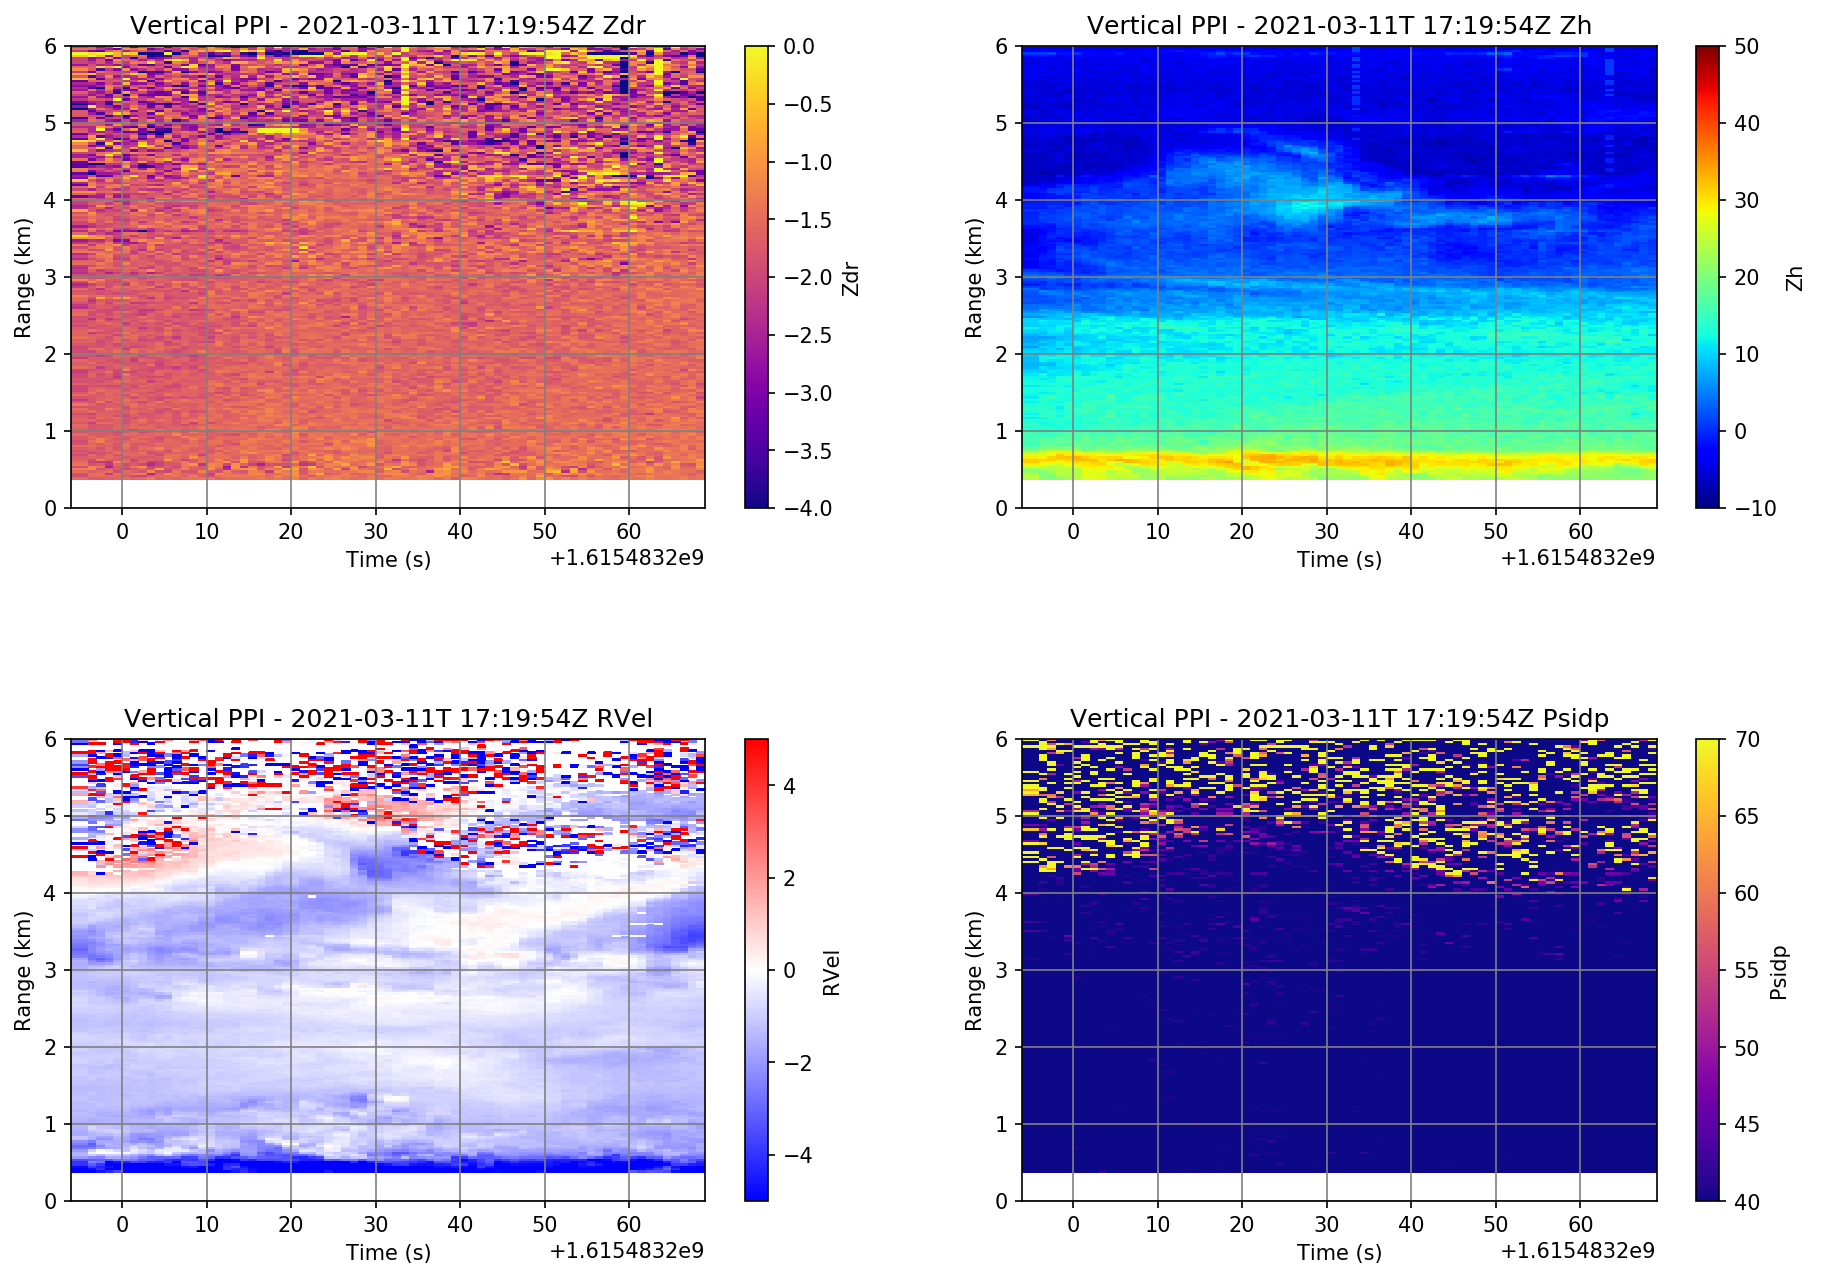 Vertical PPI - 2021-03-11T 17:19:54Z Zdr
6
5
4
3
2
1
0
Range (km)
0 10 20 30 40 50 60
Time (s)
+1.6154832e9
0.0
−0.5
−1.0
−1.5
−2.0
−2.5
−3.0
−3.5
−4.0
Zdr
Vertical PPI - 2021-03-11T 17:19:54Z Zh
6
5
4
3
2
1
0
Range (km)
0 10 20 30 40 50 60
Time (s)
+1.6154832e9
50
40
30
20
10
0
−10
Zh
Vertical PPI - 2021-03-11T 17:19:54Z RVel
6
5
4
3
2
1
0
Range (km)
0 10 20 30 40 50 60
Time (s)
+1.6154832e9
4
2
0
−2
−4
RVel
Vertical PPI - 2021-03-11T 17:19:54Z Psidp
6
5
4
3
2
1
0
Range (km)
0 10 20 30 40 50 60
Time (s)
+1.6154832e9
70
65
60
55
50
45
40
Psidp